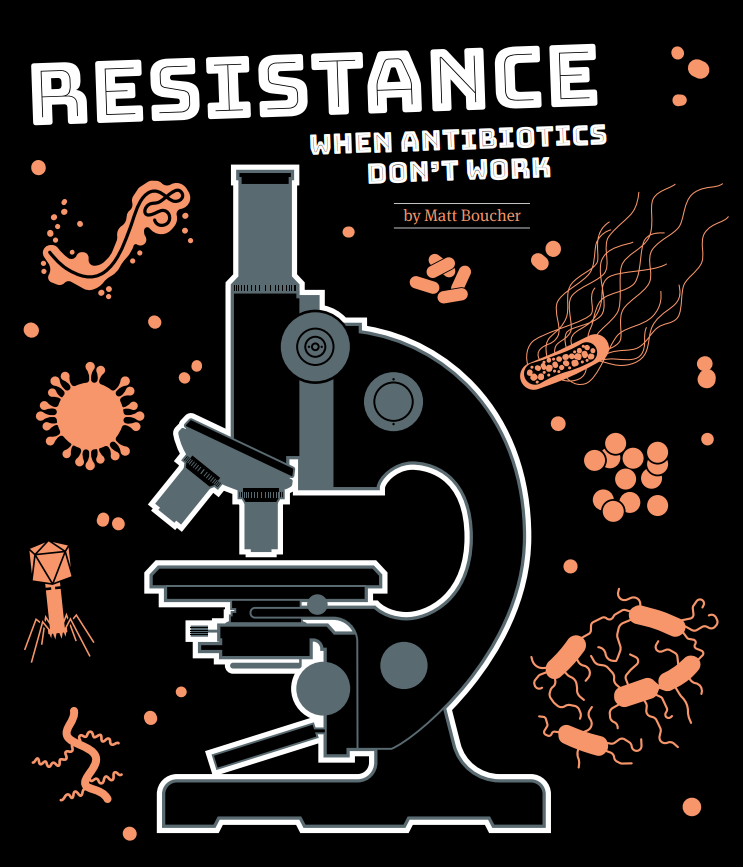 RESISTANCE
WHEN ANTIBIOTICS
DON'T WORK
by Matt Boucher